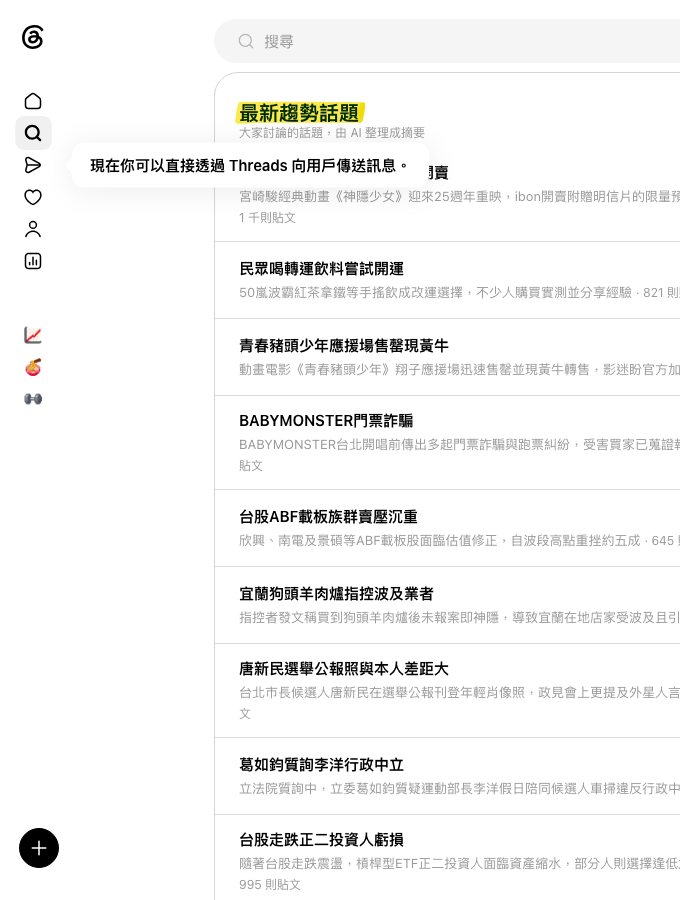 搜尋
最新趨勢話題
大家討論的話題，由 AI 整理成摘要
現在你可以直接透過 Threads 向用戶傳送訊息。
賣
宮崎駿經典動畫《神隱少女》迎來25週年重映，ibon開賣附贈明信片的限量預
1 千則貼文
民眾喝轉運飲料嘗試開運
50嵐波霸紅茶拿鐵等手搖飲成改運選擇，不少人購買實測並分享經驗 · 821 則
青春豬頭少年應援場售罄現黃牛
動畫電影《青春豬頭少年》翔子應援場迅速售罄並現黃牛轉售，影迷盼官方加
BABYMONSTER門票詐騙
BABYMONSTER台北開唱前傳出多起門票詐騙與跑票糾紛，受害買家已蒐證
貼文
台股ABF載板族群賣壓沉重
欣興、南電及景碩等ABF載板股面臨估值修正，自波段高點重挫約五成 · 645
宜蘭狗頭羊肉爐指控波及業者
指控者發文稱買到狗頭羊肉爐後未報案即神隱，導致宜蘭在地店家受波及且引
唐新民選舉公報照與本人差距大
台北市長候選人唐新民在選舉公報刊登年輕肖像照，政見會上更提及外星人言
文
葛如鈞質詢李洋行政中立
立法院質詢中，立委葛如鈞質疑運動部長李洋假日陪同候選人車掃違反行政中
台股走跌正二投資人虧損
隨著台股走跌震盪，槓桿型ETF正二投資人面臨資產縮水，部分人則選擇逢低
995 則貼文